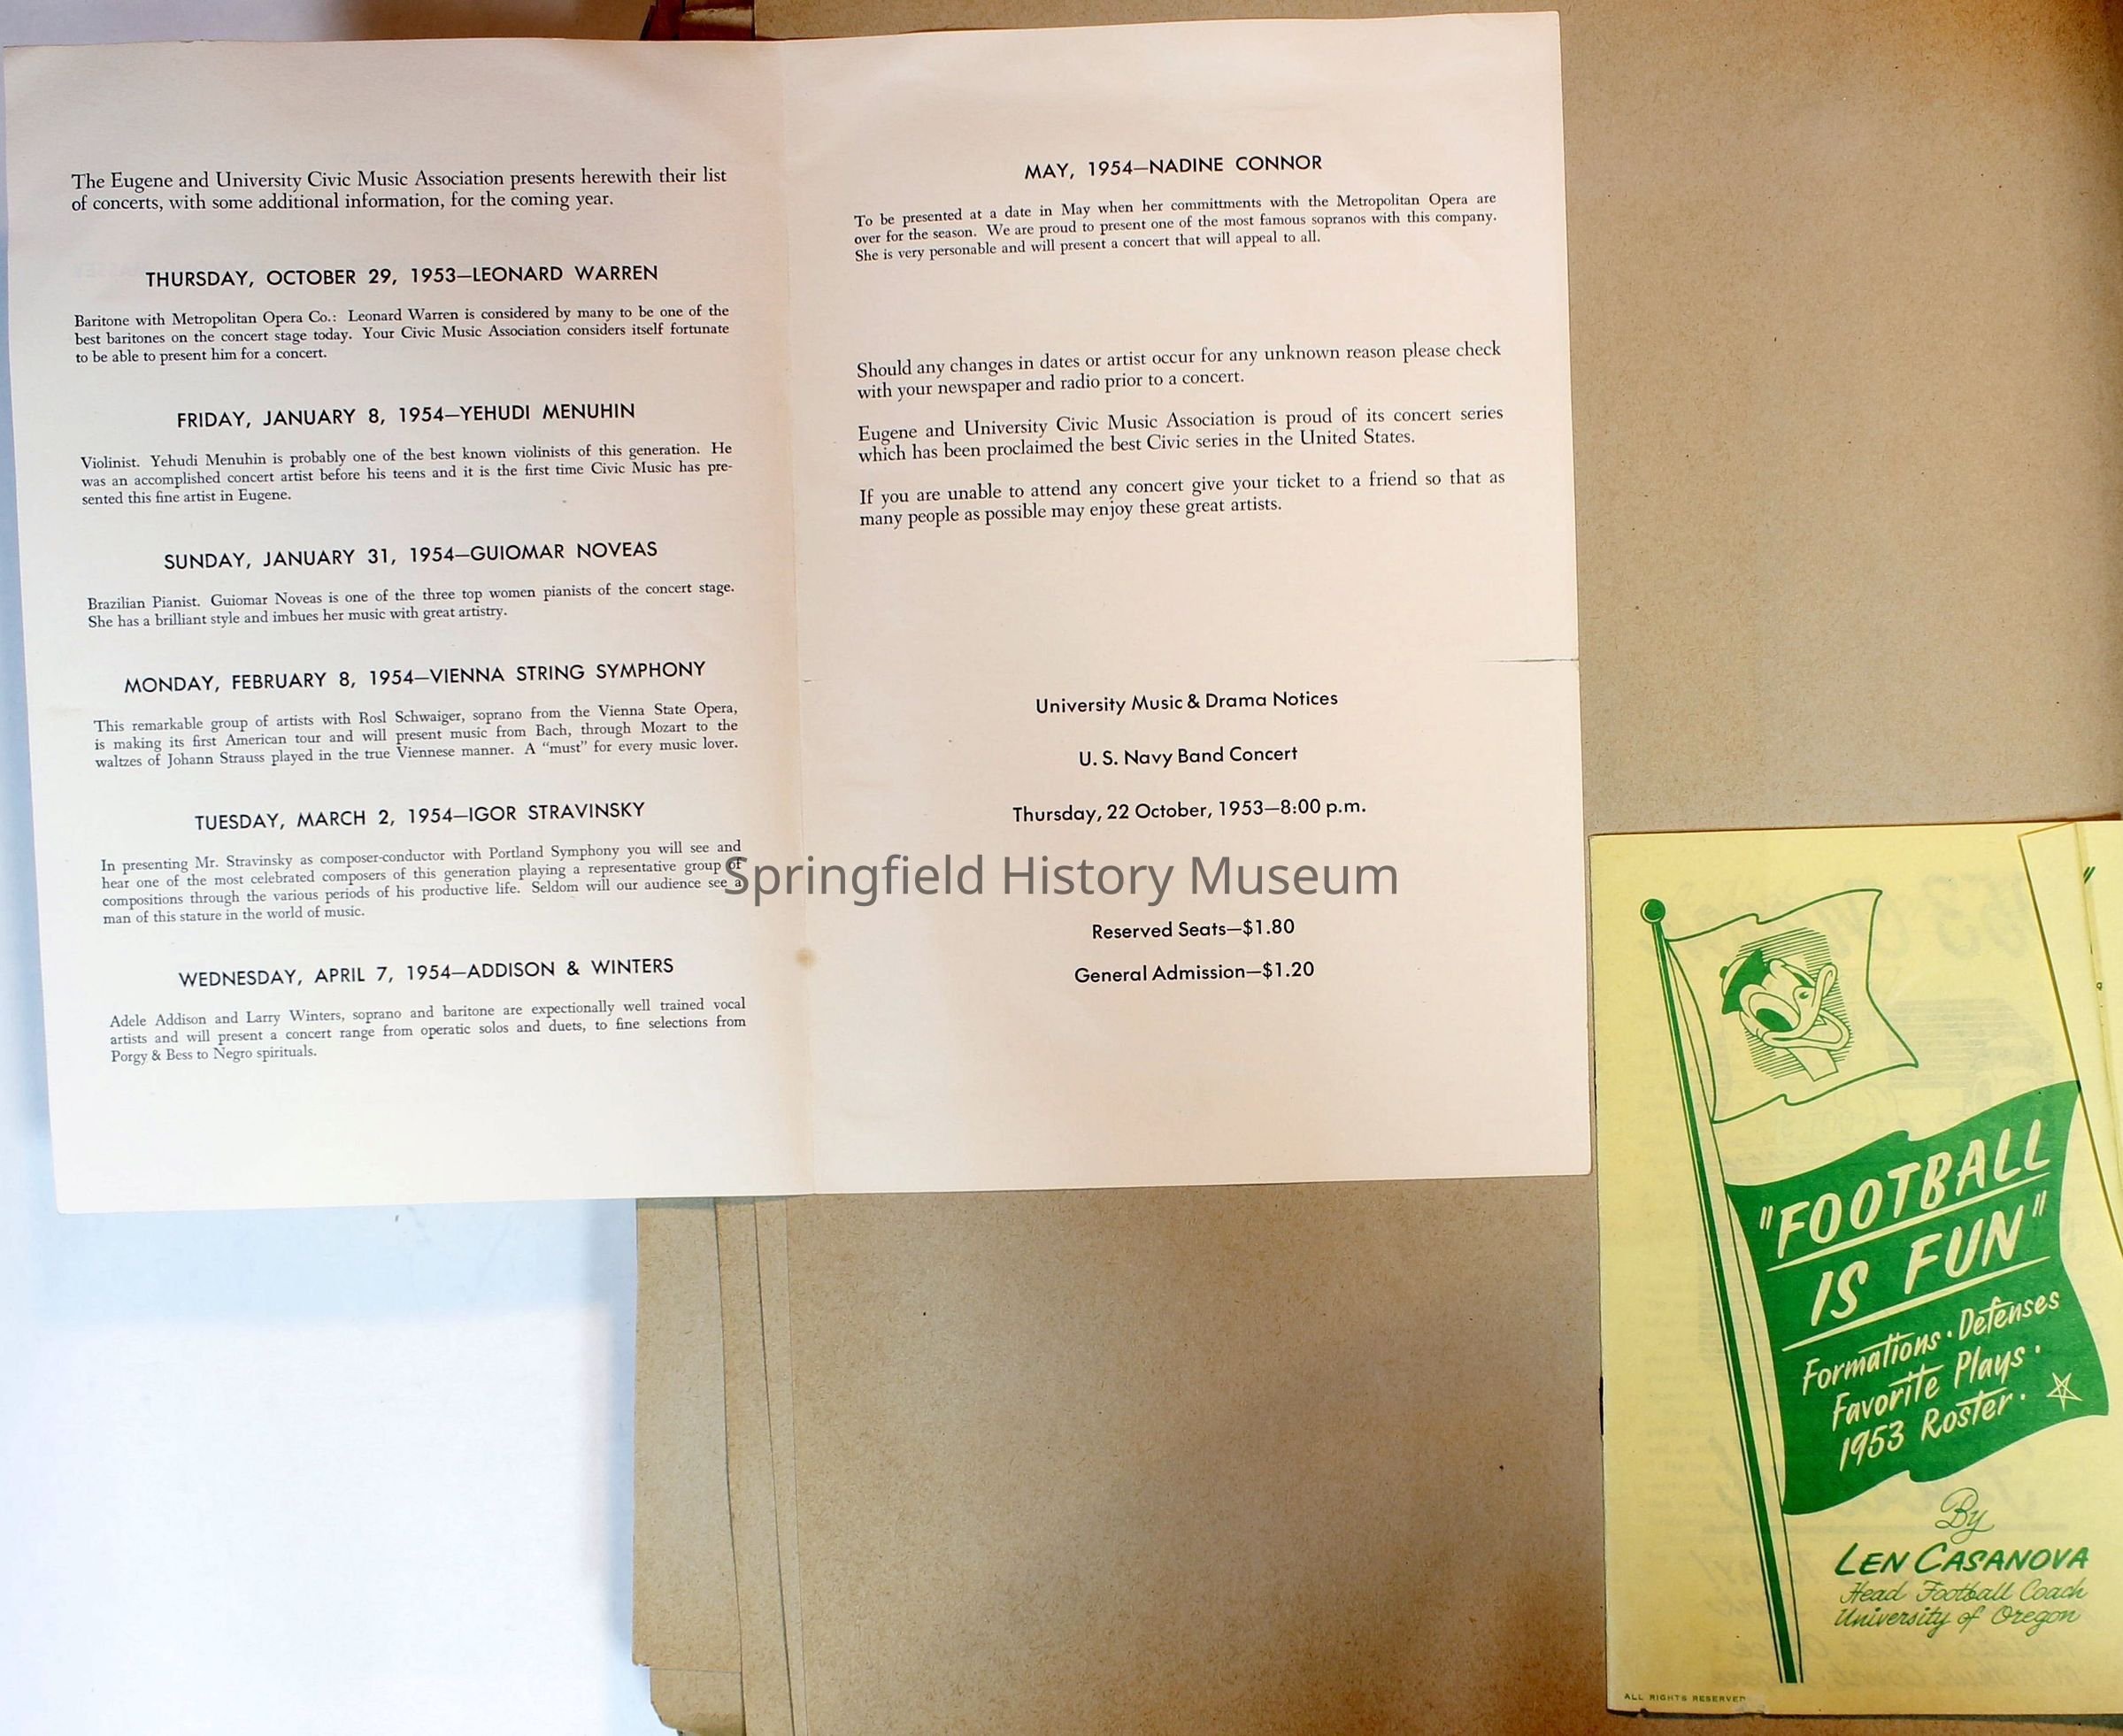 The Eugene and University Civic Music Association presents herewith their list
of concerts, with some additional information, for the coming year.
THURSDAY, OCTOBER 29, 1953—LEONARD WARREN
Baritone with Metropolitan Opera Co.: Leonard Warren is considered by many to be one of the
best baritones on the concert stage today. Your Civic Music Association considers itself fortunate
to be able to present him for a concert.
FRIDAY, JANUARY 8, 1954—YEHUDI MENUHIN
Violinist. Yehudi Menuhin is probably one of the best known violinists of this generation. He
was an accomplished concert artist before his teens and it is the first time Civic Music has pre-
sented this fine artist in Eugene.
SUNDAY, JANUARY 31, 1954—GUIOMAR NOVEAS
Brazilian Pianist. Guiomar Noveas is one of the three top women pianists of the concert stage.
She has a brilliant style and imbues her music with great artistry.
MONDAY, FEBRUARY 8, 1954—VIENNA STRING SYMPHONY
This remarkable group of artists with Rosl Schwaiger, soprano from the Vienna State Opera,
is making its first American tour and will present music from Bach, through Mozart to the
waltzes of Johann Strauss played in the true Viennese manner. A “must” for every music lover.
TUESDAY, MARCH 2, 1954—IGOR STRAVINSKY
In presenting Mr. Stravinsky as composer-conductor with Portland Symphony you will see and
hear one of the most celebrated composers of this generation playing a representative group of
compositions through the various periods of his productive life. Seldom will our audience see a
man of this stature in the world of music.
WEDNESDAY, APRIL 7, 1954—ADDISON & WINTERS
Adele Addison and Larry Winters, soprano and baritone are expectionally well trained vocal
artists and will present a concert range from operatic solos and duets, to fine selections from
Porgy & Bess to Negro spirituals.
MAY, 1954—NADINE CONNOR
To be presented at a date in May when her committments with the Metropolitan Opera are
over for the season. We are proud to present one of the most famous sopranos with this company.
She is very personable and will present a concert that will appeal to all.
Should any changes in dates or artist occur for any unknown reason please check
with your newspaper and radio prior to a concert.
Eugene and University Civic Music Association is proud of its concert series
which has been proclaimed the best Civic series in the United States.
If you are unable to attend any concert give your ticket to a friend so that as
many people as possible may enjoy these great artists.
University Music & Drama Notices
U. S. Navy Band Concert
Thursday, 22 October, 1953—8:00 p.m.
Springfield History Museum
Reserved Seats—$1.80
General Admission—$1.20
"FOOTBALL
IS FUN"
Formations · Defenses
Favorite Plays ·
1953 Roster ·
By
LEN CASANOVA
Head Football Coach
University of Oregon
ALL RIGHTS RESERVED